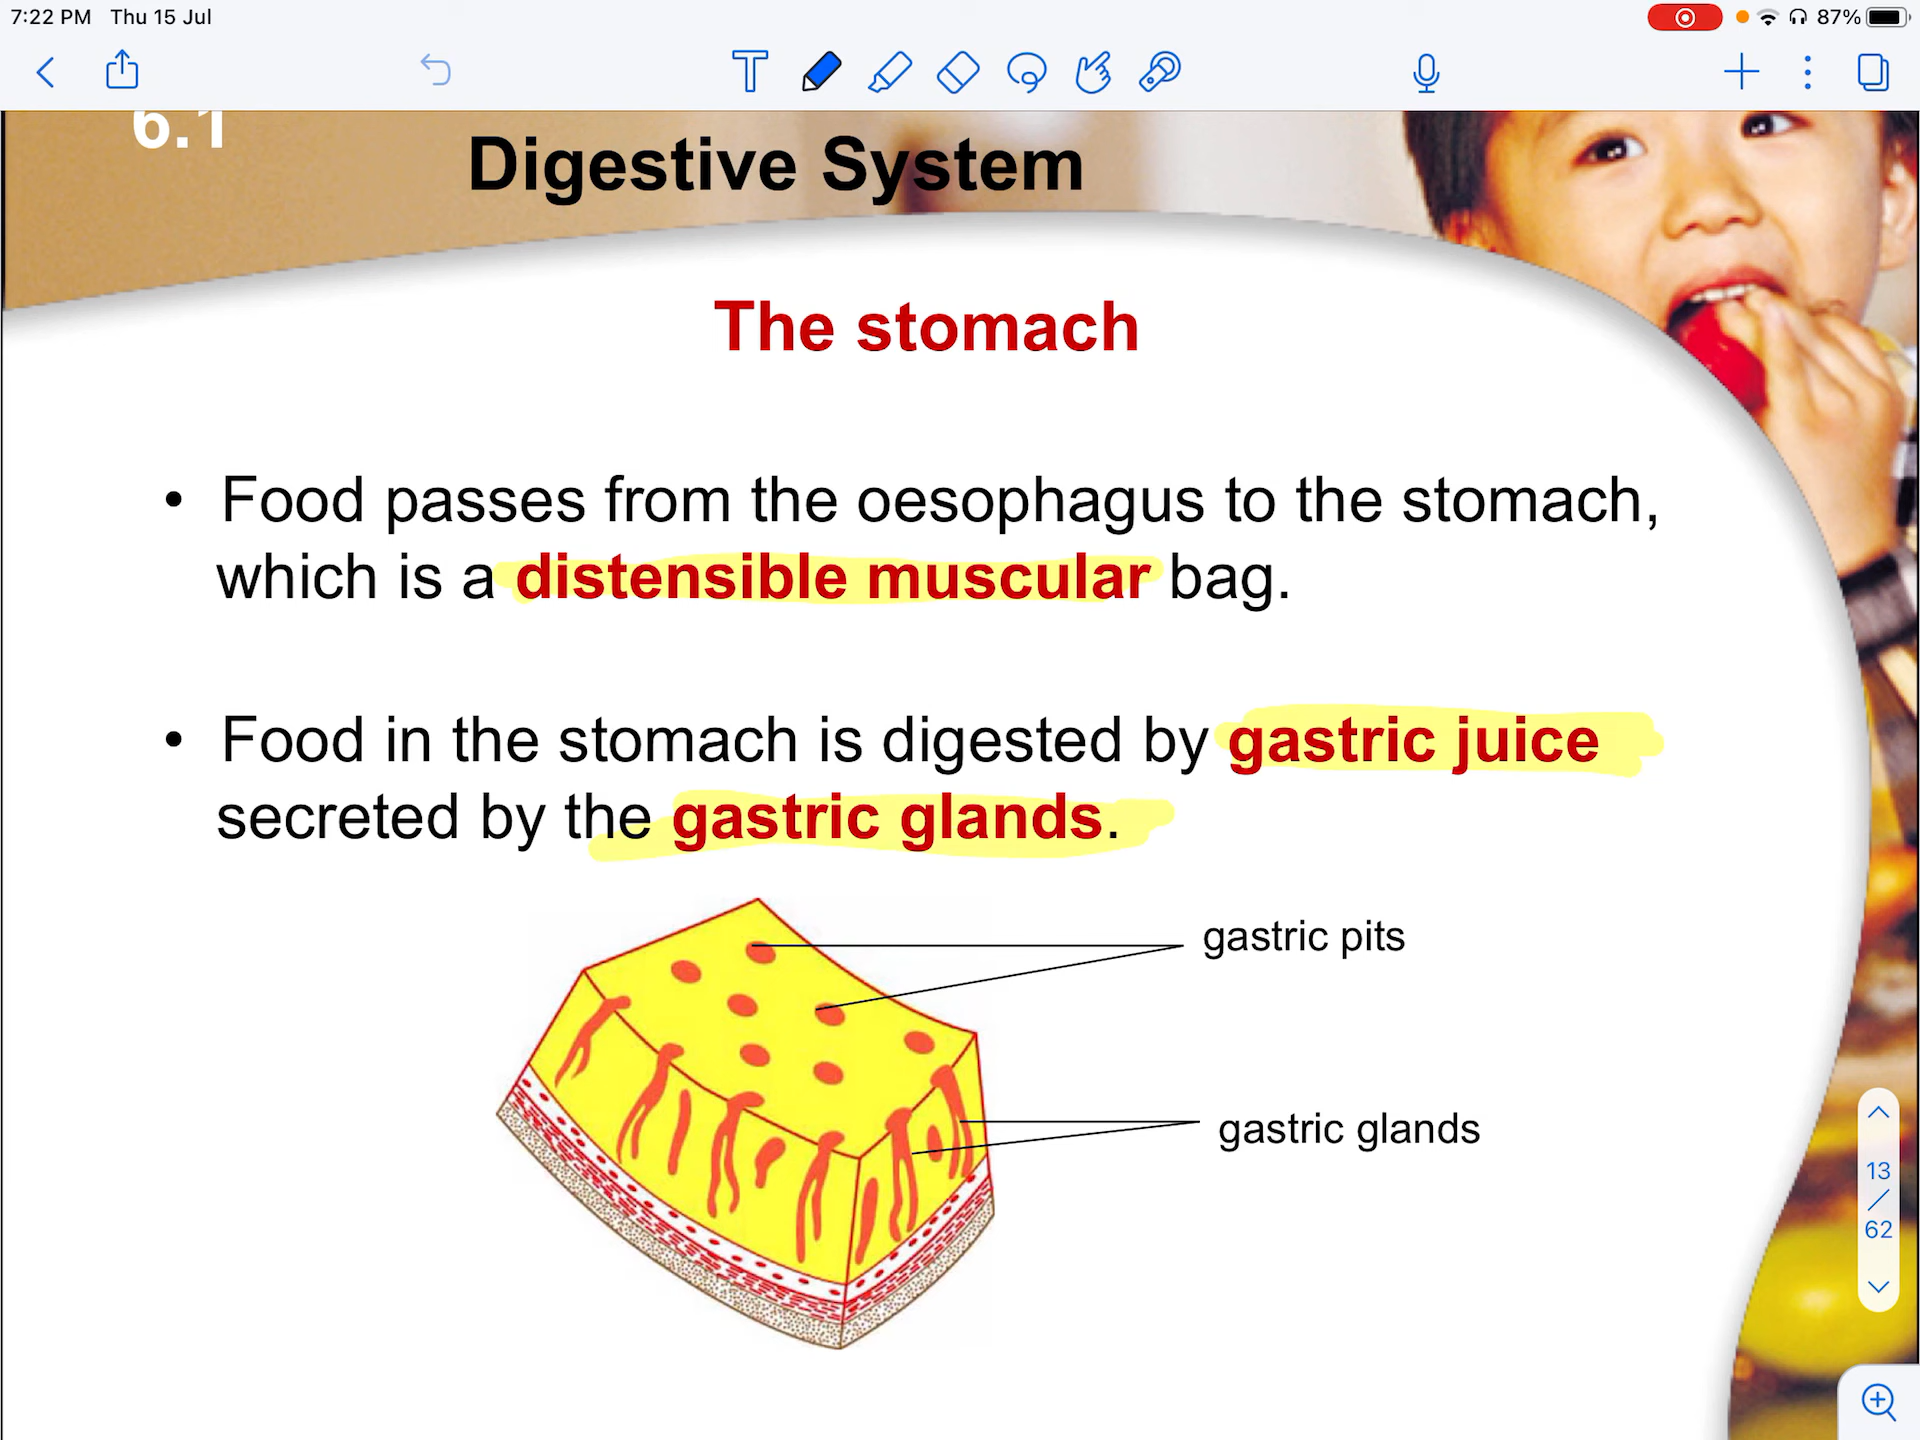 7:22 PM Thu 15 Jul
87%
6.1
Digestive System
The stomach
• Food passes from the oesophagus to the stomach,
which is a distensible muscular bag.
• Food in the stomach is digested by gastric juice
secreted by the gastric glands.
gastric pits
gastric glands
13
/
62